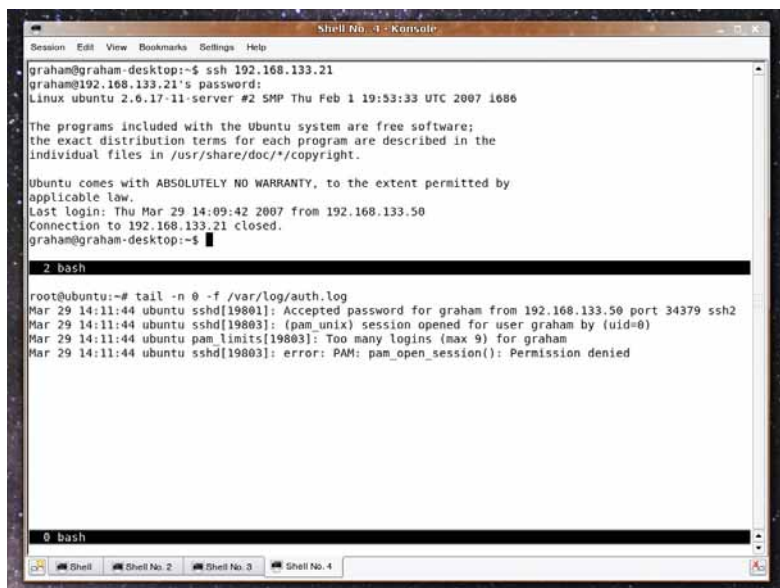 Shell No. 4 - Konsole
Session Edit View Bookmarks Settings Help
graham@graham-desktop:~$ ssh 192.168.133.21
graham@192.168.133.21's password:
Linux ubuntu 2.6.17-11-server #2 SMP Thu Feb 1 19:53:33 UTC 2007 i686
The programs included with the Ubuntu system are free software;
the exact distribution terms for each program are described in the
individual files in /usr/share/doc/*/copyright.
Ubuntu comes with ABSOLUTELY NO WARRANTY, to the extent permitted by
applicable law.
Last login: Thu Mar 29 14:09:42 2007 from 192.168.133.50
Connection to 192.168.133.21 closed.
graham@graham-desktop:~$
2 bash
root@ubuntu:~# tail -n 0 -f /var/log/auth.log
Mar 29 14:11:44 ubuntu sshd[19801]: Accepted password for graham from 192.168.133.50 port 34379 ssh2
Mar 29 14:11:44 ubuntu sshd[19803]: (pam_unix) session opened for user graham by (uid=0)
Mar 29 14:11:44 ubuntu pam_limits[19803]: Too many logins (max 9) for graham
Mar 29 14:11:44 ubuntu sshd[19803]: error: PAM: pam_open_session(): Permission denied
0 bash
Shell Shell No. 2 Shell No. 3 Shell No. 4